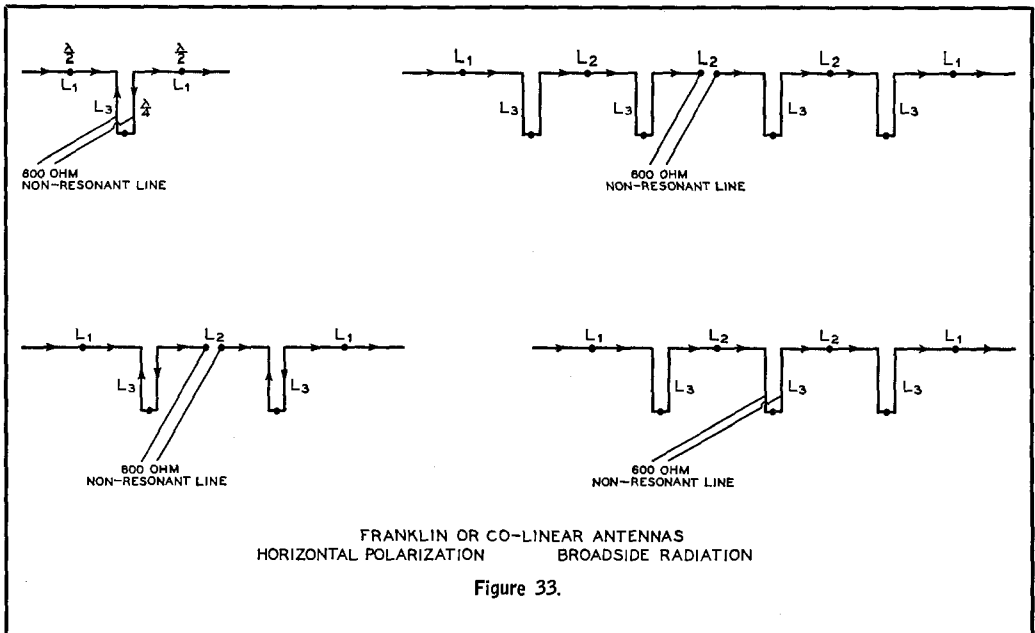 λ/2 λ/2
L1 L1
L3 λ/4
600 OHM
NON-RESONANT LINE
L1 L2 L2 L2 L1
L3 L3 L3 L3
600 OHM
NON-RESONANT LINE
L1 L2 L1
L3 L3
600 OHM
NON-RESONANT LINE
L1 L2 L2 L1
L3 L3 L3
600 OHM
NON-RESONANT LINE
FRANKLIN OR CO-LINEAR ANTENNAS
HORIZONTAL POLARIZATION BROADSIDE RADIATION
Figure 33.